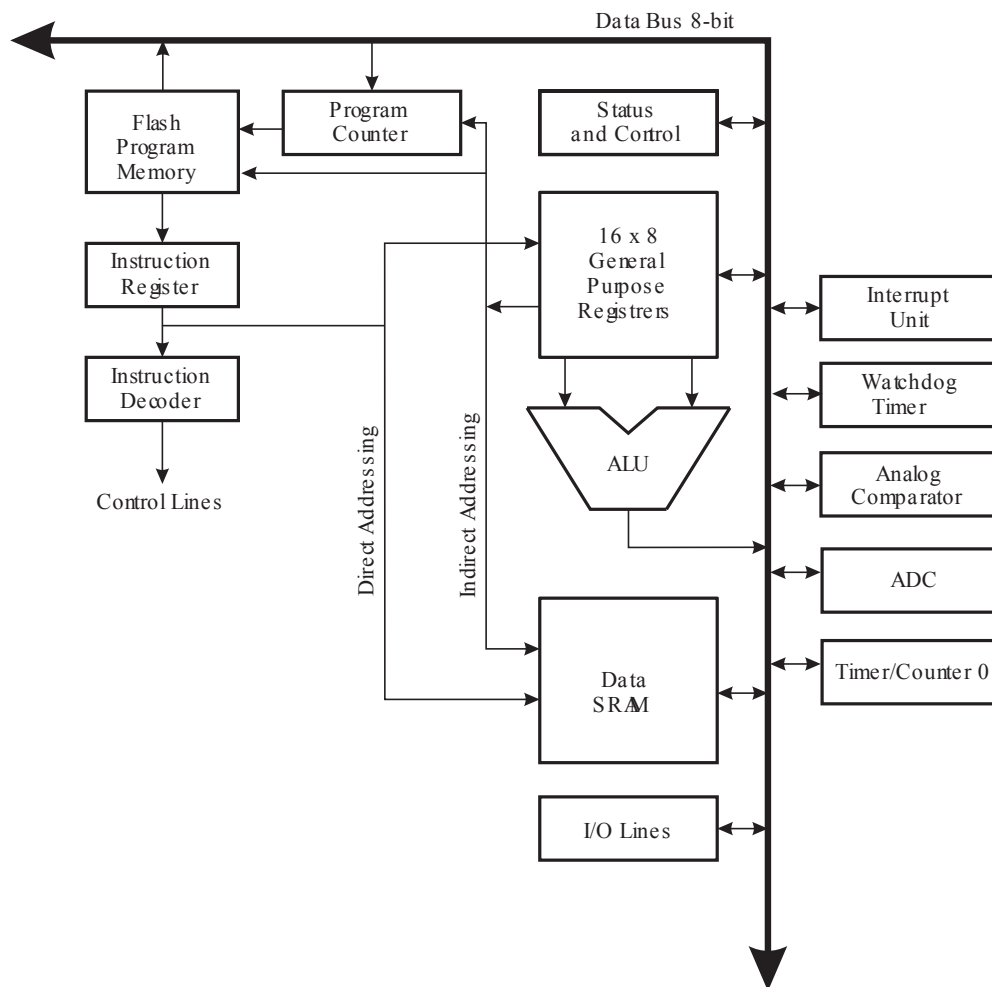 Data Bus 8-bit
Flash
Program
Memory
Program
Counter
Status
and Control
16 x 8
General
Purpose
Registrers
Instruction
Register
Instruction
Decoder
Control Lines
Direct Addressing
Indirect Addressing
ALU
Interrupt
Unit
Watchdog
Timer
Analog
Comparator
ADC
Timer/Counter 0
Data
SRAM
I/O Lines